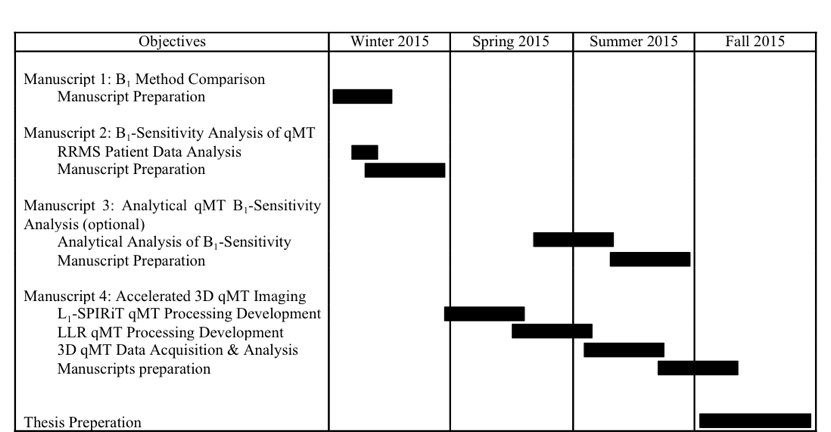 Objectives Winter 2015 Spring 2015 Summer 2015 Fall 2015
Manuscript 1: B₁ Method Comparison
Manuscript Preparation
Manuscript 2: B₁-Sensitivity Analysis of qMT
RRMS Patient Data Analysis
Manuscript Preparation
Manuscript 3: Analytical qMT B₁-Sensitivity
Analysis (optional)
Analytical Analysis of B₁-Sensitivity
Manuscript Preparation
Manuscript 4: Accelerated 3D qMT Imaging
L₁-SPIRiT qMT Processing Development
LLR qMT Processing Development
3D qMT Data Acquisition & Analysis
Manuscripts preparation
Thesis Preperation